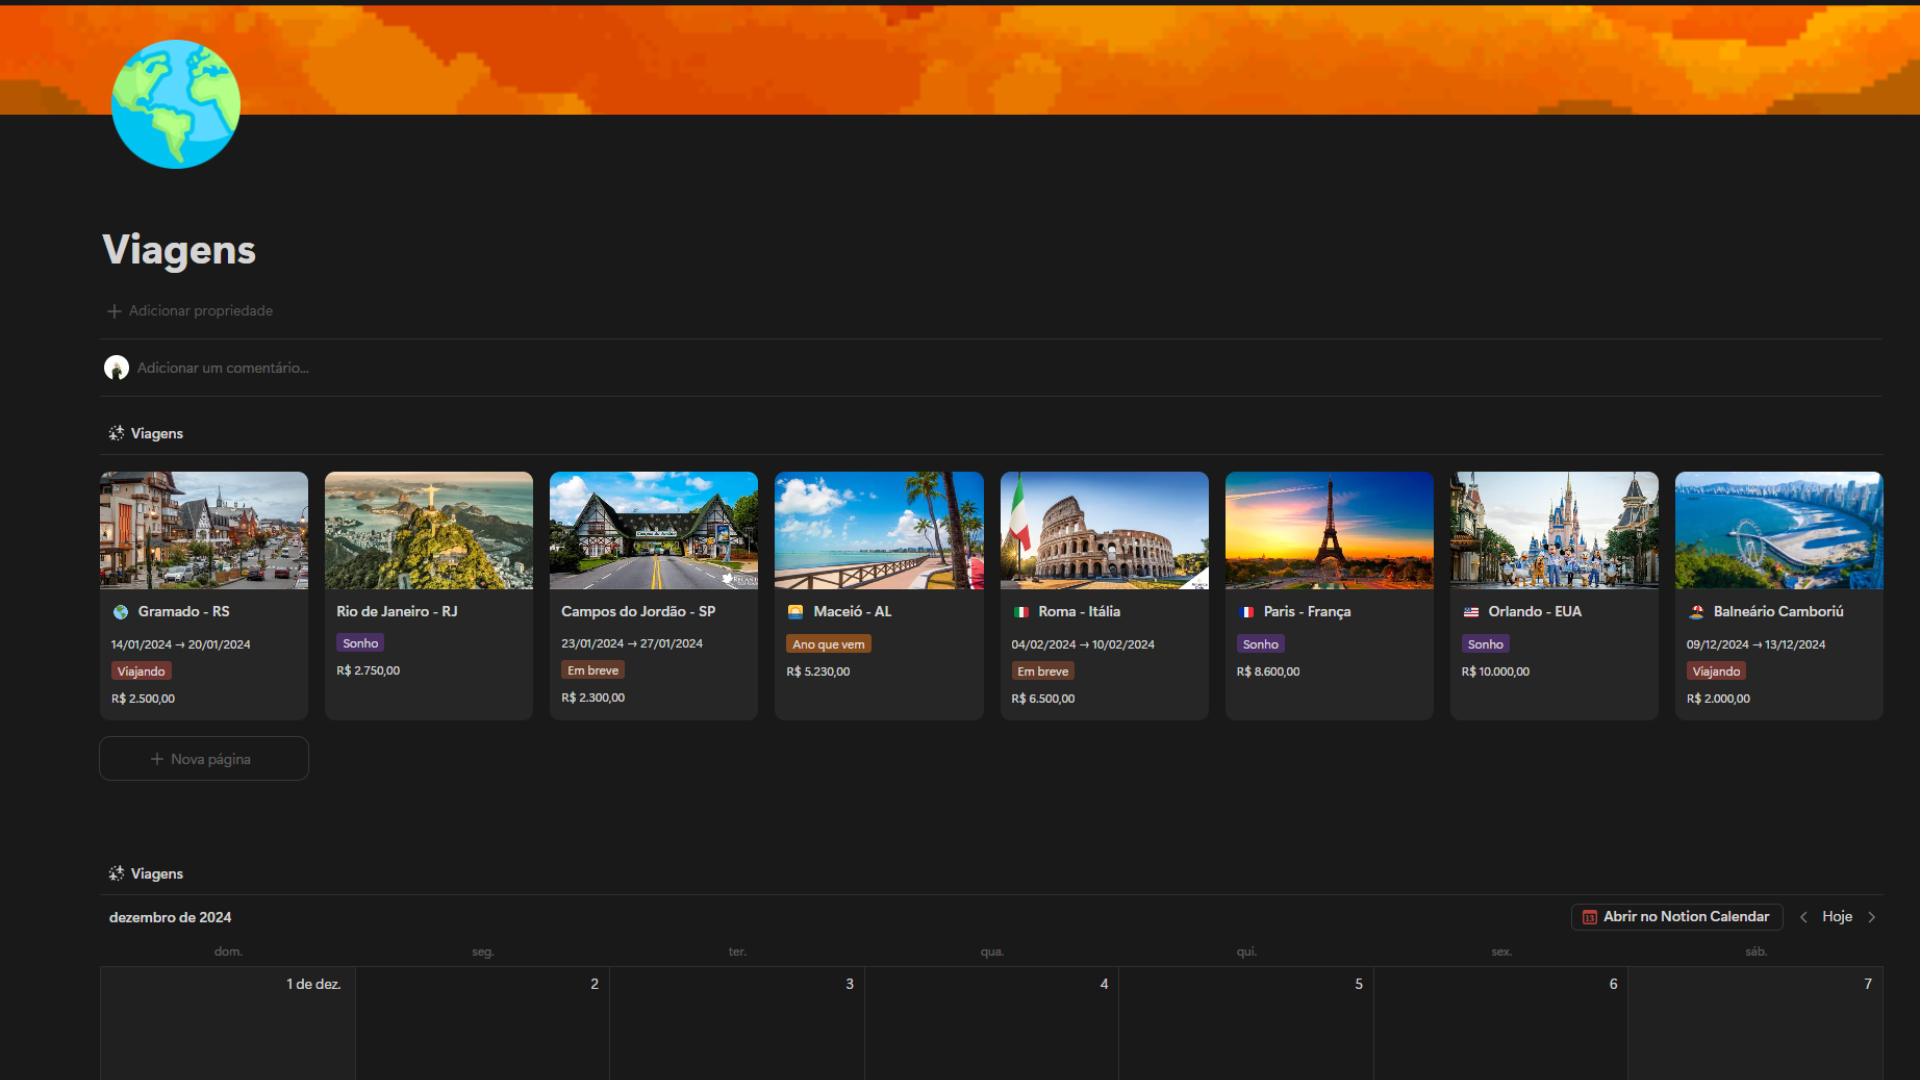 Viagens
Adicionar propriedade
Adicionar um comentário...
Viagens
Gramado - RS
14/01/2024 → 20/01/2024
Viajando
R$ 2.500,00
Rio de Janeiro - RJ
Sonho
R$ 2.750,00
Campos do Jordão - SP
23/01/2024 → 27/01/2024
Em breve
R$ 2.300,00
Maceió - AL
Ano que vem
R$ 5.230,00
Roma - Itália
04/02/2024 → 10/02/2024
Em breve
R$ 6.500,00
Paris - França
Sonho
R$ 8.600,00
Orlando - EUA
Sonho
R$ 10.000,00
Balneário Camboriú
09/12/2024 → 13/12/2024
Viajando
R$ 2.000,00
+ Nova página
Viagens
dezembro de 2024
13 Abrir no Notion Calendar < Hoje >
dom. seg. ter. qua. qui. sex. sáb.
1 de dez. 2 3 4 5 6 7